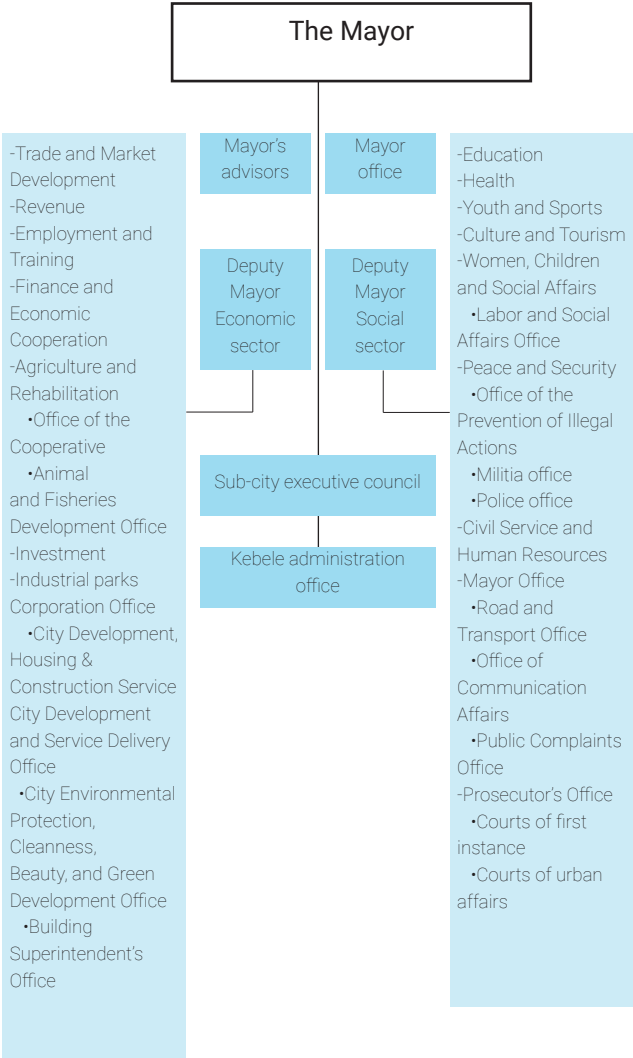 The Mayor
Mayor's
advisors
Mayor
office
Deputy
Mayor
Economic
sector
Deputy
Mayor
Social
sector
Sub-city executive council
Kebele administration
office
-Trade and Market
Development
-Revenue
-Employment and
Training
-Finance and
Economic
Cooperation
-Agriculture and
Rehabilitation
•Office of the
Cooperative
•Animal
and Fisheries
Development Office
-Investment
-Industrial parks
Corporation Office
•City Development,
Housing &
Construction Service
City Development
and Service Delivery
Office
•City Environmental
Protection,
Cleanness,
Beauty, and Green
Development Office
•Building
Superintendent's
Office
-Education
-Health
-Youth and Sports
-Culture and Tourism
-Women, Children
and Social Affairs
•Labor and Social
Affairs Office
-Peace and Security
•Office of the
Prevention of Illegal
Actions
•Militia office
•Police office
-Civil Service and
Human Resources
-Mayor Office
•Road and
Transport Office
•Office of
Communication
Affairs
•Public Complaints
Office
-Prosecutor's Office
•Courts of first
instance
•Courts of urban
affairs